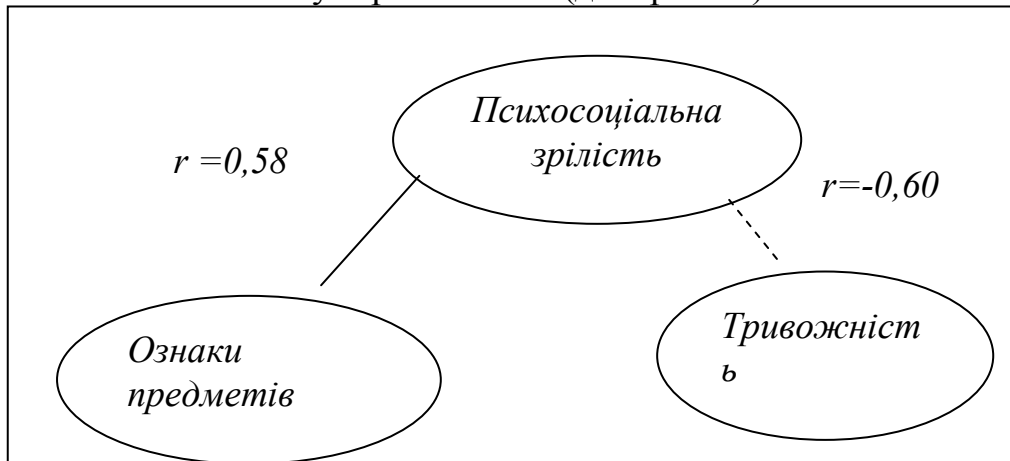 Психосоціальна
зрілість
r =0,58
r=-0,60
Ознаки
предметів
Тривожніст
ь